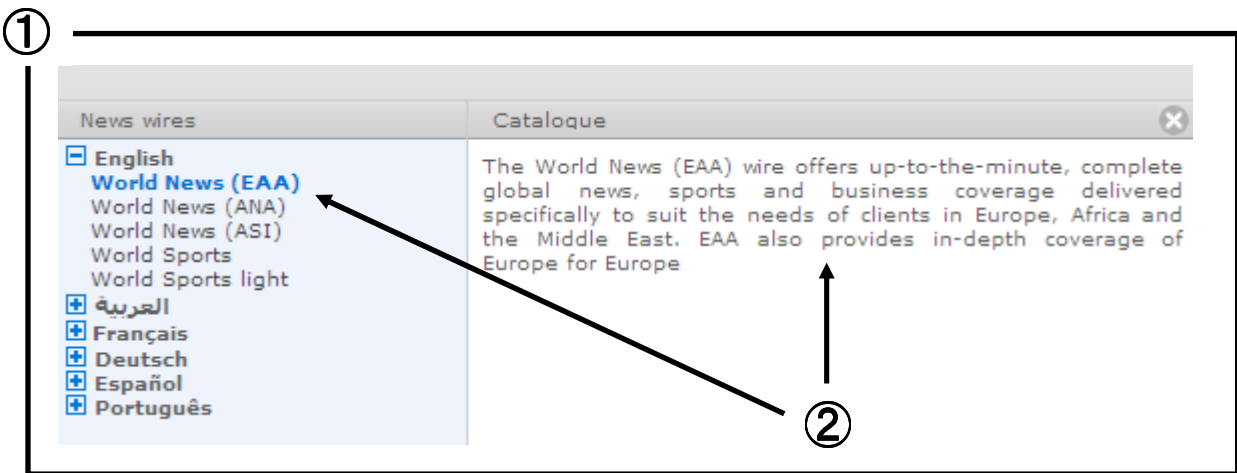 ①
News wires
Catalogue
English
World News (EAA)
World News (ANA)
World News (ASI)
World Sports
World Sports light
العربية
Français
Deutsch
Español
Português
The World News (EAA) wire offers up-to-the-minute, complete
global news, sports and business coverage delivered
specifically to suit the needs of clients in Europe, Africa and
the Middle East. EAA also provides in-depth coverage of
Europe for Europe
②